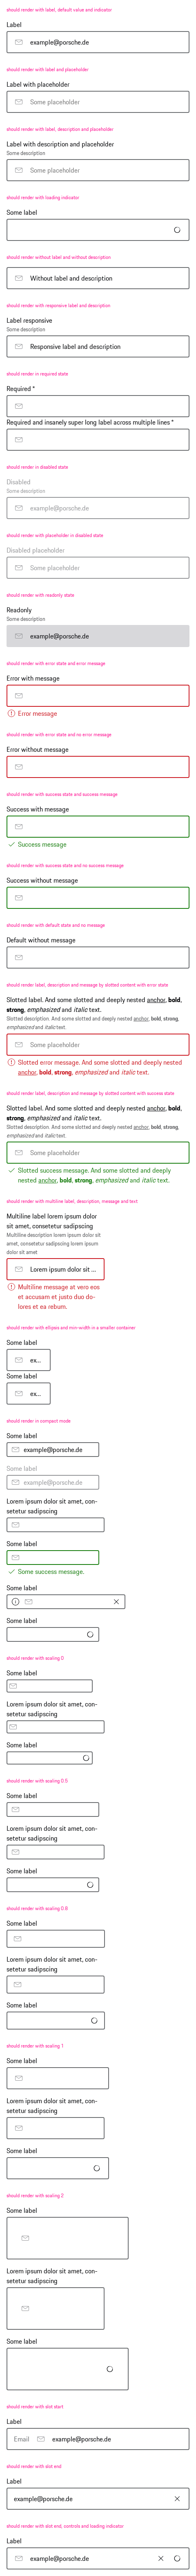 should render with label, default value and indicator
Label
example@porsche.de
should render with label and placeholder
Label with placeholder
Some placeholder
should render with label, description and placeholder
Label with description and placeholder
Some description
Some placeholder
should render with loading indicator
Some label
should render without label and without description
Without label and description
should render with responsive label and description
Label responsive
Some description
Responsive label and description
should render in required state
Required *
Required and insanely super long label across multiple lines *
should render in disabled state
Disabled
Some description
example@porsche.de
should render with placeholder in disabled state
Disabled placeholder
Some placeholder
should render with readonly state
Readonly
Some description
example@porsche.de
should render with error state and error message
Error with message
Error message
should render with error state and no error message
Error without message
should render with success state and success message
Success with message
Success message
should render with success state and no success message
Success without message
should render with default state and no message
Default without message
should render label, description and message by slotted content with error state
Slotted label. And some slotted and deeply nested anchor, bold,
strong, emphasized and italic text.
Slotted description. And some slotted and deeply nested anchor, bold, strong,
emphasized and italic text.
Some placeholder
Slotted error message. And some slotted and deeply nested
anchor, bold, strong, emphasized and italic text.
should render label, description and message by slotted content with success state
Slotted label. And some slotted and deeply nested anchor, bold,
strong, emphasized and italic text.
Slotted description. And some slotted and deeply nested anchor, bold, strong,
emphasized and italic text.
Some placeholder
Slotted success message. And some slotted and deeply
nested anchor, bold, strong, emphasized and italic text.
should render with multiline label, description, message and text
Multiline label lorem ipsum dolor
sit amet, consetetur sadipscing
Multiline description lorem ipsum dolor sit
amet, consetetur sadipscing lorem ipsum
dolor sit amet
Lorem ipsum dolor sit ...
Multiline message at vero eos
et accusam et justo duo do-
lores et ea rebum.
should render with ellipsis and min-width in a smaller container
Some label
ex...
Some label
ex...
should render in compact mode
Some label
example@porsche.de
Some label
example@porsche.de
Lorem ipsum dolor sit amet, con-
setetur sadipscing
Some label
Some success message.
Some label
Some label
should render with scaling 0
Some label
Lorem ipsum dolor sit amet, con-
setetur sadipscing
Some label
should render with scaling 0.5
Some label
Lorem ipsum dolor sit amet, con-
setetur sadipscing
Some label
should render with scaling 0.8
Some label
Lorem ipsum dolor sit amet, con-
setetur sadipscing
Some label
should render with scaling 1
Some label
Lorem ipsum dolor sit amet, con-
setetur sadipscing
Some label
should render with scaling 2
Some label
Lorem ipsum dolor sit amet, con-
setetur sadipscing
Some label
should render with slot start
Label
Email example@porsche.de
should render with slot end
Label
example@porsche.de
should render with slot end, controls and loading indicator
Label
example@porsche.de